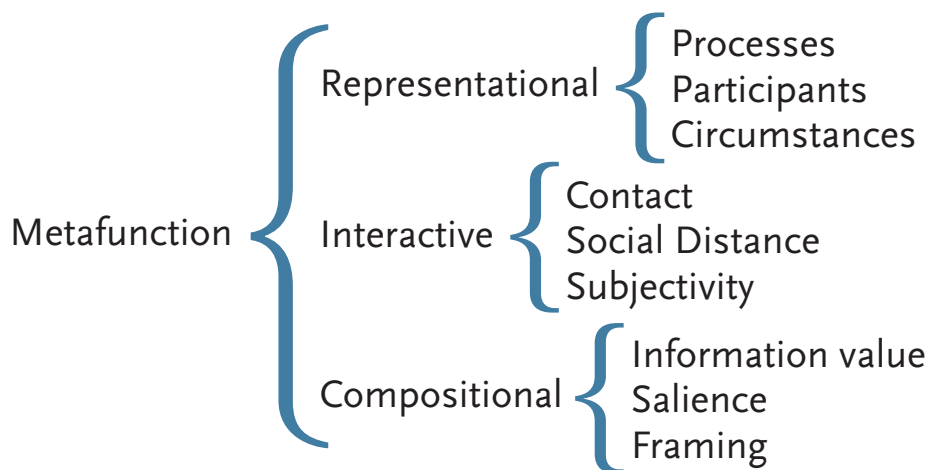 Metafunction
Representational
Processes
Participants
Circumstances
Interactive
Contact
Social Distance
Subjectivity
Compositional
Information value
Salience
Framing